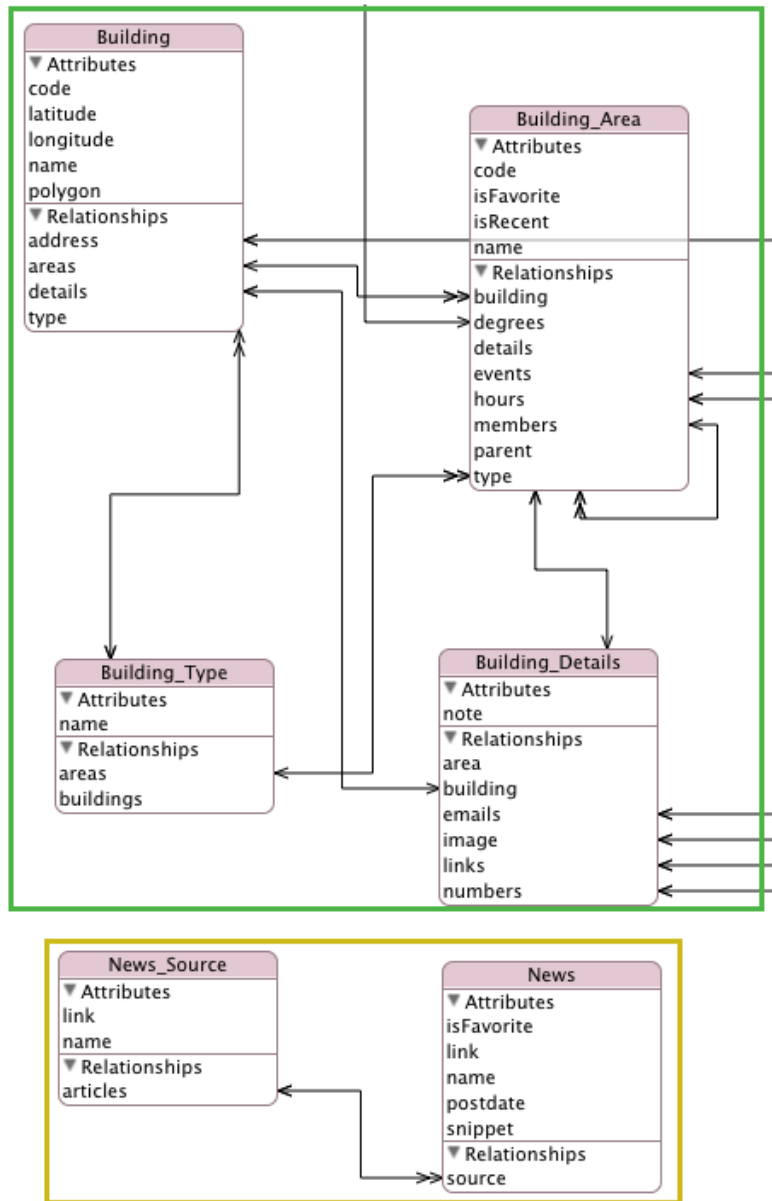 Building
Attributes
code
latitude
longitude
name
polygon
Relationships
address
areas
details
type
Building_Area
Attributes
code
isFavorite
isRecent
name
Relationships
building
degrees
details
events
hours
members
parent
type
Building_Type
Attributes
name
Relationships
areas
buildings
Building_Details
Attributes
note
Relationships
area
building
emails
image
links
numbers
News_Source
Attributes
link
name
Relationships
articles
News
Attributes
isFavorite
link
name
postdate
snippet
Relationships
source